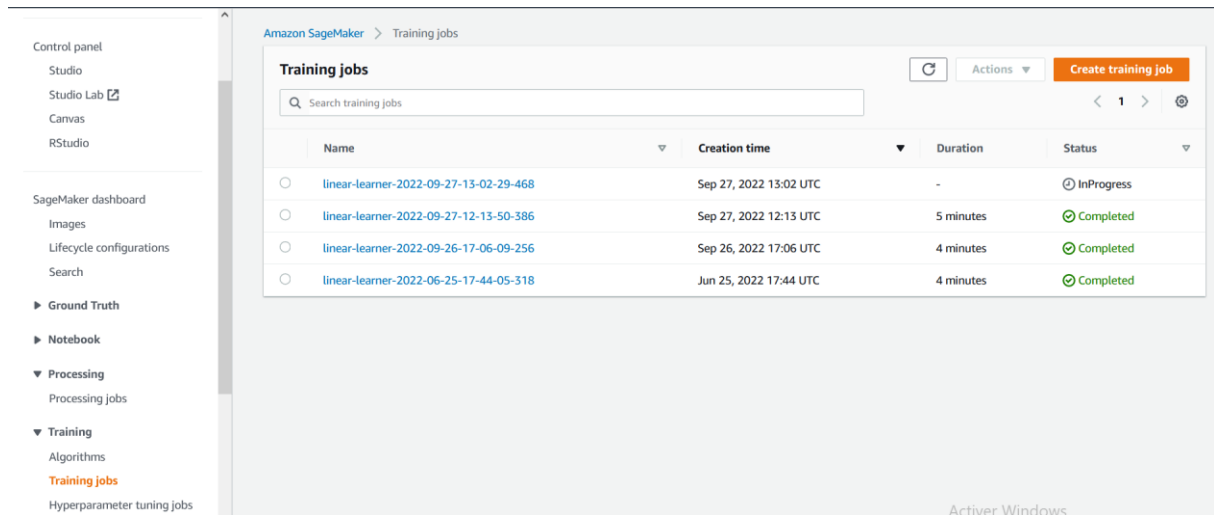 Control panel
Studio
Studio Lab
Canvas
RStudio
SageMaker dashboard
Images
Lifecycle configurations
Search
Ground Truth
Notebook
Processing
Processing jobs
Training
Algorithms
Training jobs
Hyperparameter tuning jobs
Amazon SageMaker > Training jobs
Training jobs
Actions
Create training job
Search training jobs
< 1 >
Name Creation time Duration Status
linear-learner-2022-09-27-13-02-29-468 Sep 27, 2022 13:02 UTC - InProgress
linear-learner-2022-09-27-12-13-50-386 Sep 27, 2022 12:13 UTC 5 minutes Completed
linear-learner-2022-09-26-17-06-09-256 Sep 26, 2022 17:06 UTC 4 minutes Completed
linear-learner-2022-06-25-17-44-05-318 Jun 25, 2022 17:44 UTC 4 minutes Completed
Activer Windows